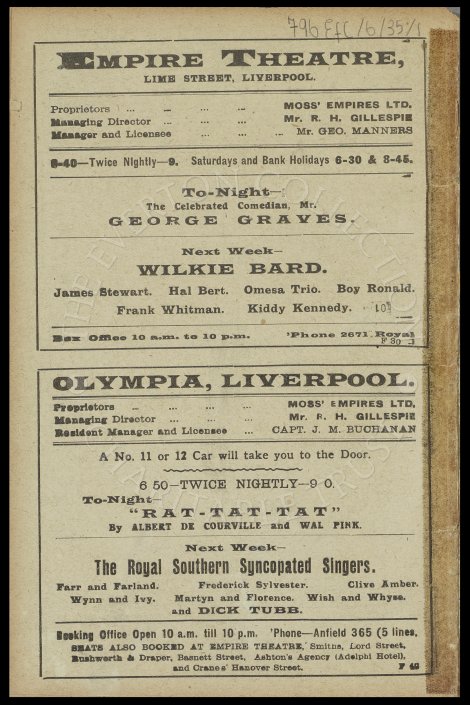 796 Efc/6/35/1
EMPIRE THEATRE,
LIME STREET, LIVERPOOL.
Proprietors ... ... ... ... MOSS' EMPIRES LTD.
Managing Director ... ... ... Mr. R. H. GILLESPIE
Manager and Licensee ... ... ... Mr. GEO. MANNERS
6-40—Twice Nightly—9. Saturdays and Bank Holidays 6-30 & 8-45.
To-Night—
The Celebrated Comedian, Mr.
GEORGE GRAVES.
Next Week—
WILKIE BARD.
James Stewart. Hal Bert. Omesa Trio. Boy Ronald.
Frank Whitman. Kiddy Kennedy.
Box Office 10 a.m. to 10 p.m. 'Phone 2671 Royal
F 30
OLYMPIA, LIVERPOOL.
Proprietors ... ... ... ... MOSS' EMPIRES LTD,
Managing Director ... ... ... Mr. R. H. GILLESPIE
Resident Manager and Licensee ... CAPT. J. M. BUCHANAN
A No. 11 or 12 Car will take you to the Door.
6 50—TWICE NIGHTLY—9 0.
To-Night—
"RAT-TAT-TAT"
By ALBERT DE COURVILLE and WAL PINK.
Next Week—
The Royal Southern Syncopated Singers.
Farr and Farland. Frederick Sylvester. Clive Amber.
Wynn and Ivy. Martyn and Florence. Wish and Whyse.
and DICK TUBB.
Booking Office Open 10 a.m. till 10 p.m. 'Phone—Anfield 365 (5 lines,
SEATS ALSO BOOKED AT EMPIRE THEATRE, Smiths, Lord Street,
Rushworth & Draper, Basnett Street, Ashton's Agency (Adelphi Hotel),
and Cranes' Hanover Street. F 42